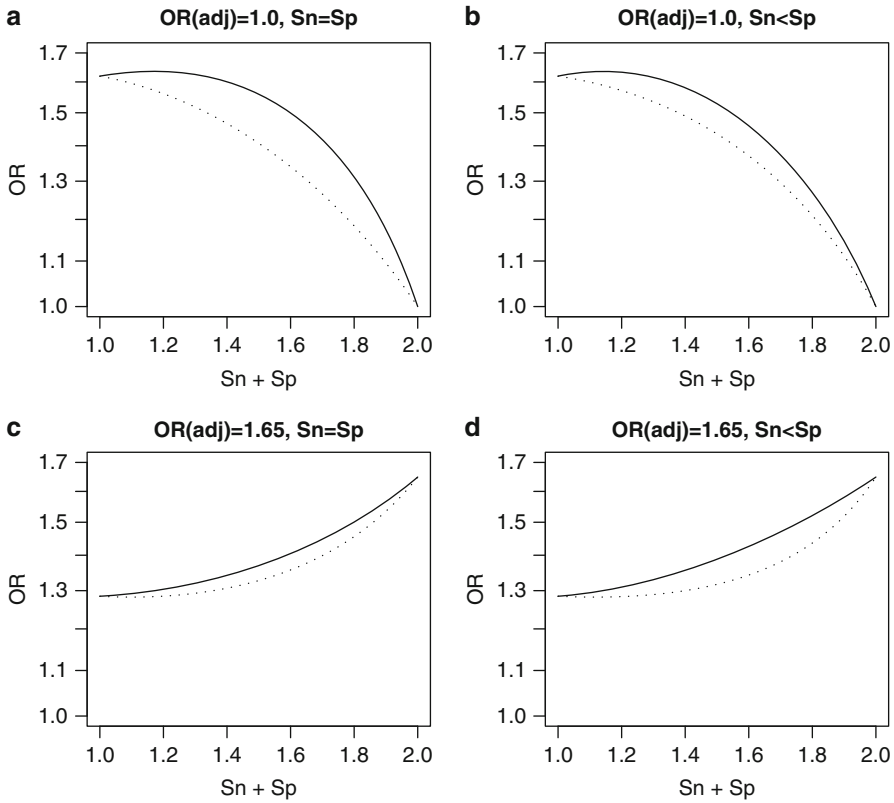 a OR(adj)=1.0, Sn=Sp
1.7
1.5
1.3
1.1
1.0
OR
1.0 1.2 1.4 1.6 1.8 2.0
Sn + Sp
b OR(adj)=1.0, Sn<Sp
1.7
1.5
1.3
1.1
1.0
OR
1.0 1.2 1.4 1.6 1.8 2.0
Sn + Sp
c OR(adj)=1.65, Sn=Sp
1.7
1.5
1.3
1.1
1.0
OR
1.0 1.2 1.4 1.6 1.8 2.0
Sn + Sp
d OR(adj)=1.65, Sn<Sp
1.7
1.5
1.3
1.1
1.0
OR
1.0 1.2 1.4 1.6 1.8 2.0
Sn + Sp